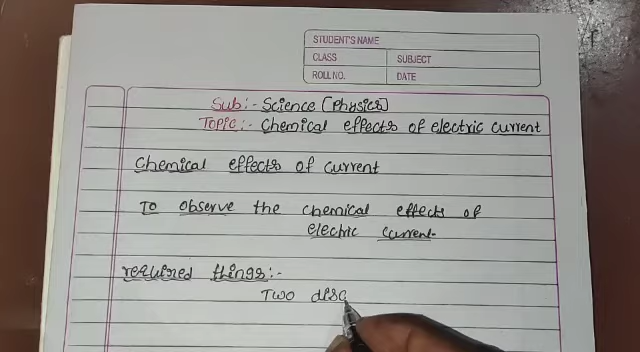 STUDENT'S NAME
CLASS SUBJECT
ROLL NO. DATE
Sub:- Science [Physics]
Topic:- Chemical effects of electric current
Chemical effects of current
To observe the chemical effects of
electric current.
required things:-
Two disc